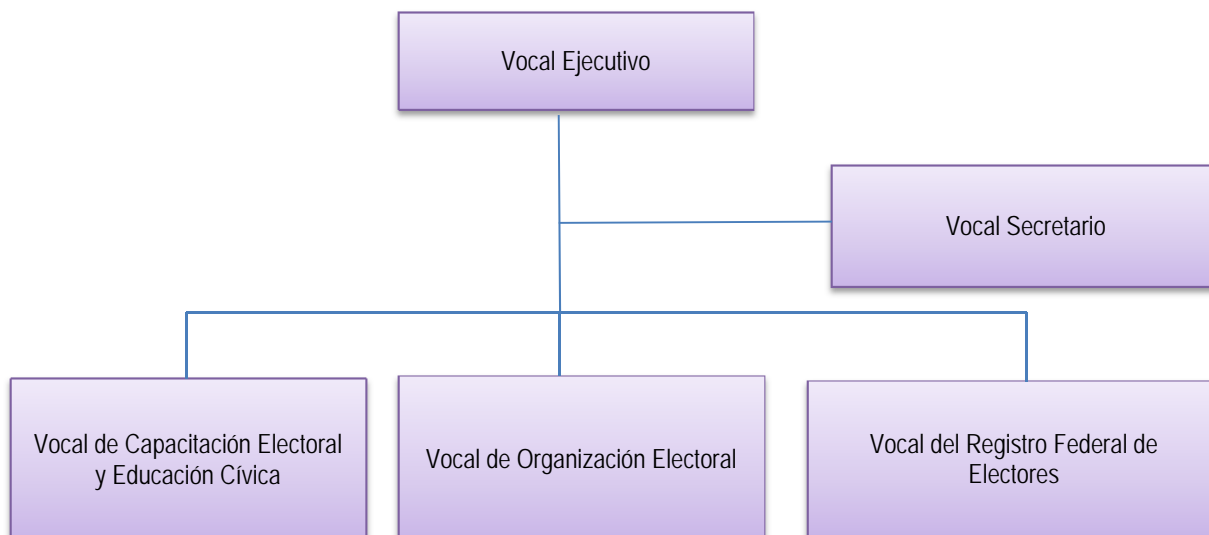 Vocal Ejecutivo
Vocal Secretario
Vocal de Capacitación Electoral
y Educación Cívica
Vocal de Organización Electoral
Vocal del Registro Federal de
Electores